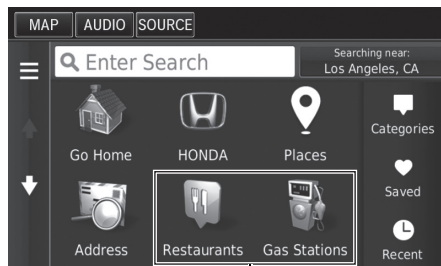 MAP AUDIO SOURCE
Enter Search
Searching near:
Los Angeles, CA
Go Home HONDA Places
Categories
Saved
Address Restaurants Gas Stations
Recent